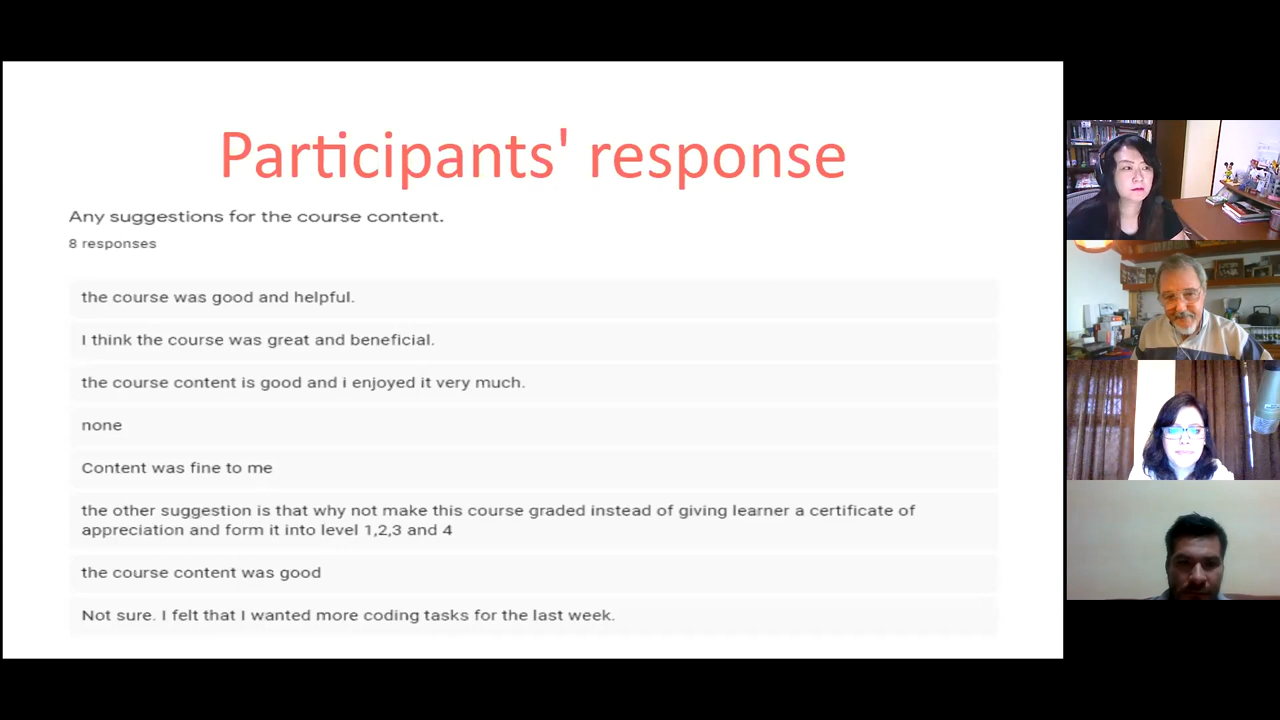 Participants' response
Any suggestions for the course content.
8 responses
the course was good and helpful.
I think the course was great and beneficial.
the course content is good and i enjoyed it very much.
none
Content was fine to me
the other suggestion is that why not make this course graded instead of giving learner a certificate of
appreciation and form it into level 1,2,3 and 4
the course content was good
Not sure. I felt that I wanted more coding tasks for the last week.